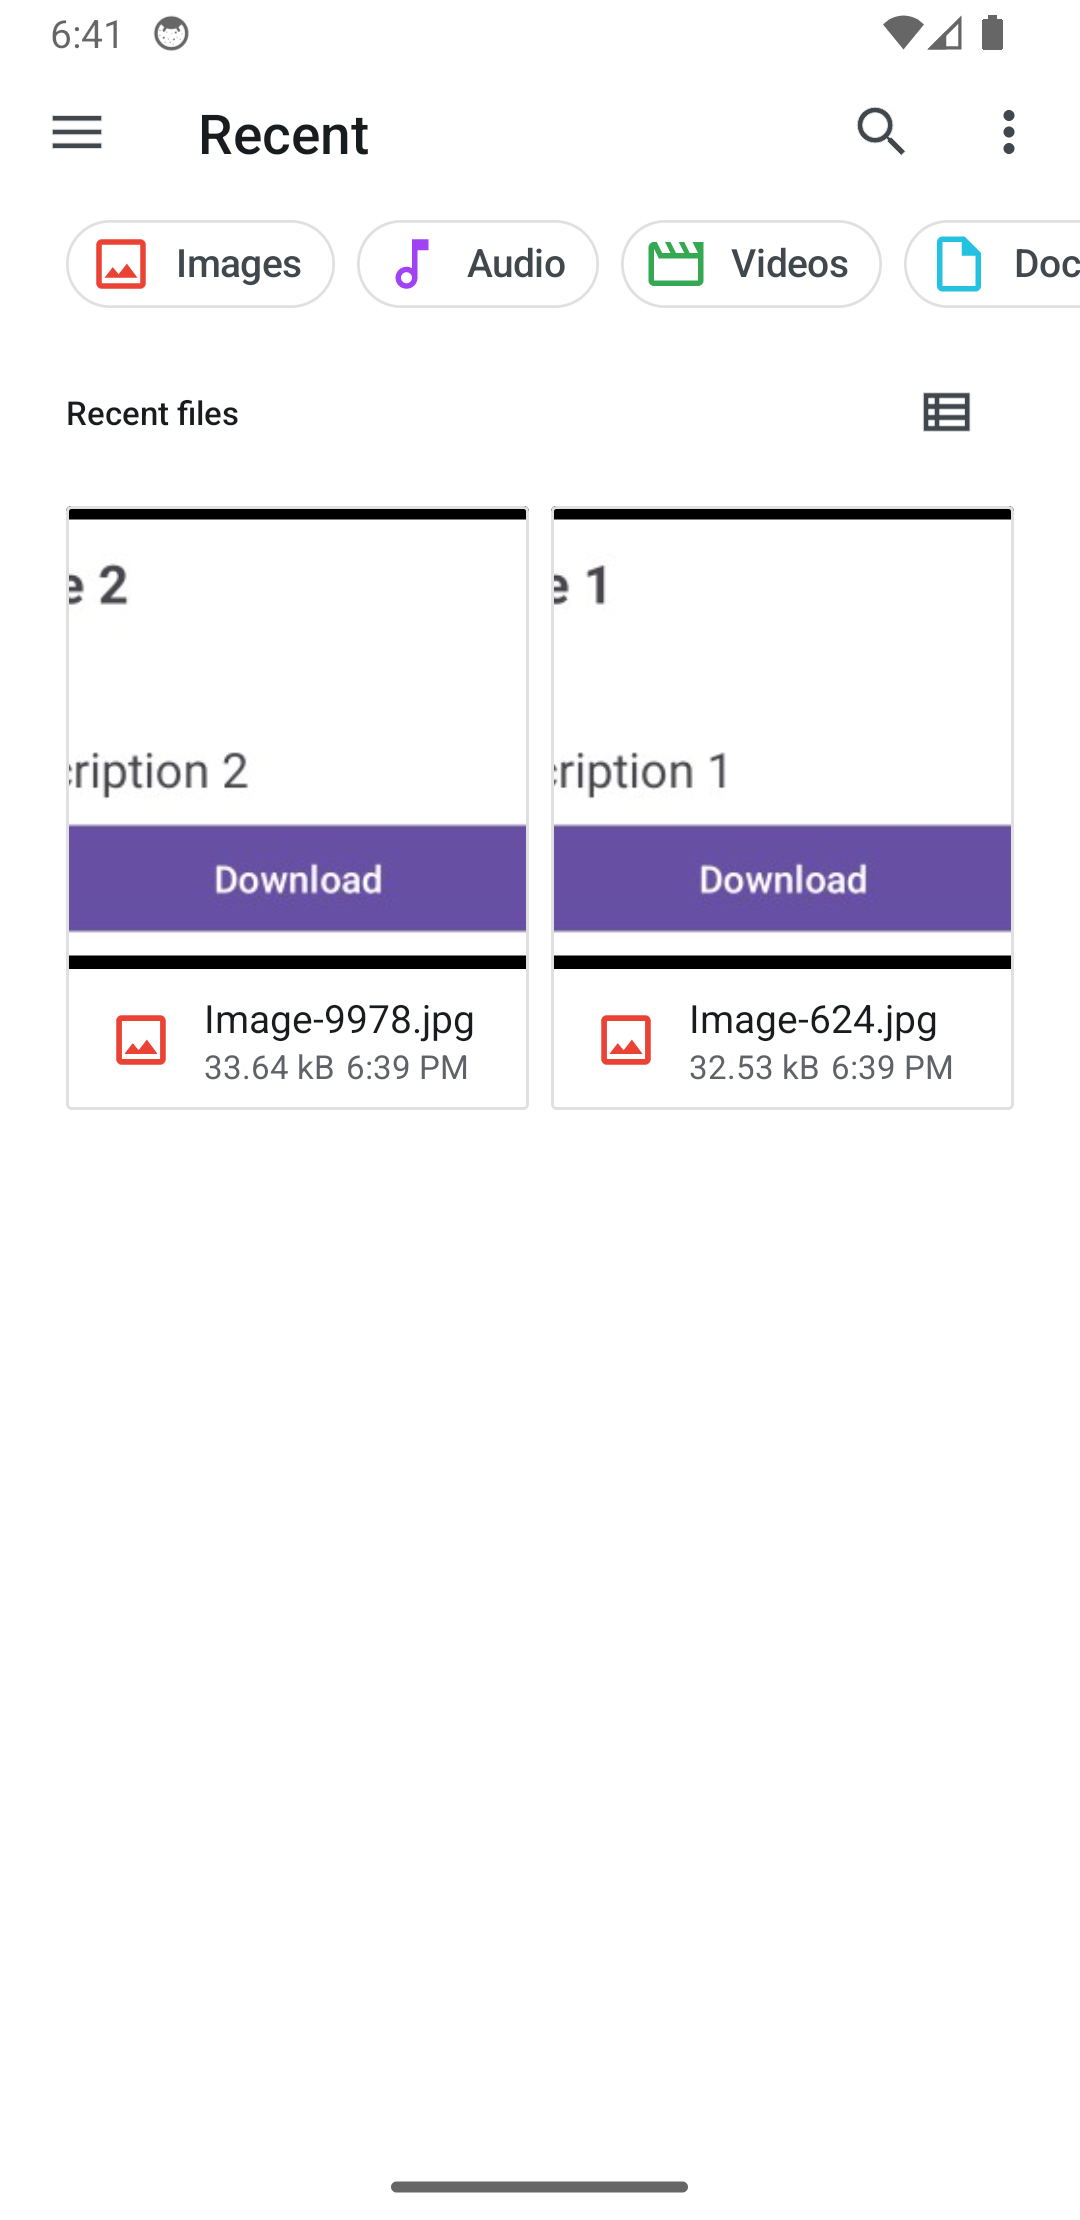 6:41
Recent
Images Audio Videos Doc
Recent files
e 2
ription 2
Download
Image-9978.jpg
33.64 kB 6:39 PM
e 1
ription 1
Download
Image-624.jpg
32.53 kB 6:39 PM